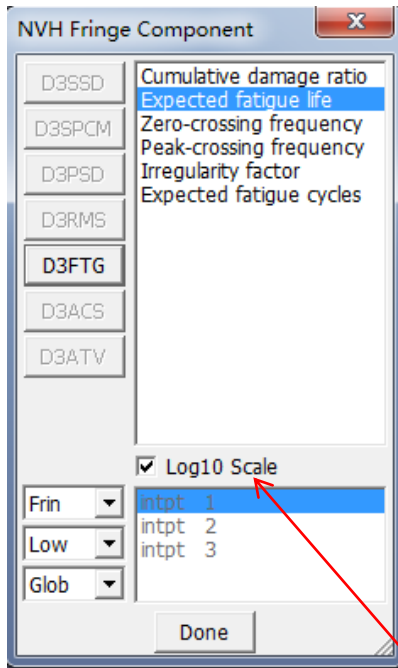 NVH Fringe Component
D3SSD
D3SPCM
D3PSD
D3RMS
D3FTG
D3ACS
D3ATV
Cumulative damage ratio
Expected fatigue life
Zero-crossing frequency
Peak-crossing frequency
Irregularity factor
Expected fatigue cycles
Log10 Scale
Frin
Low
Glob
intpt 1
intpt 2
intpt 3
Done